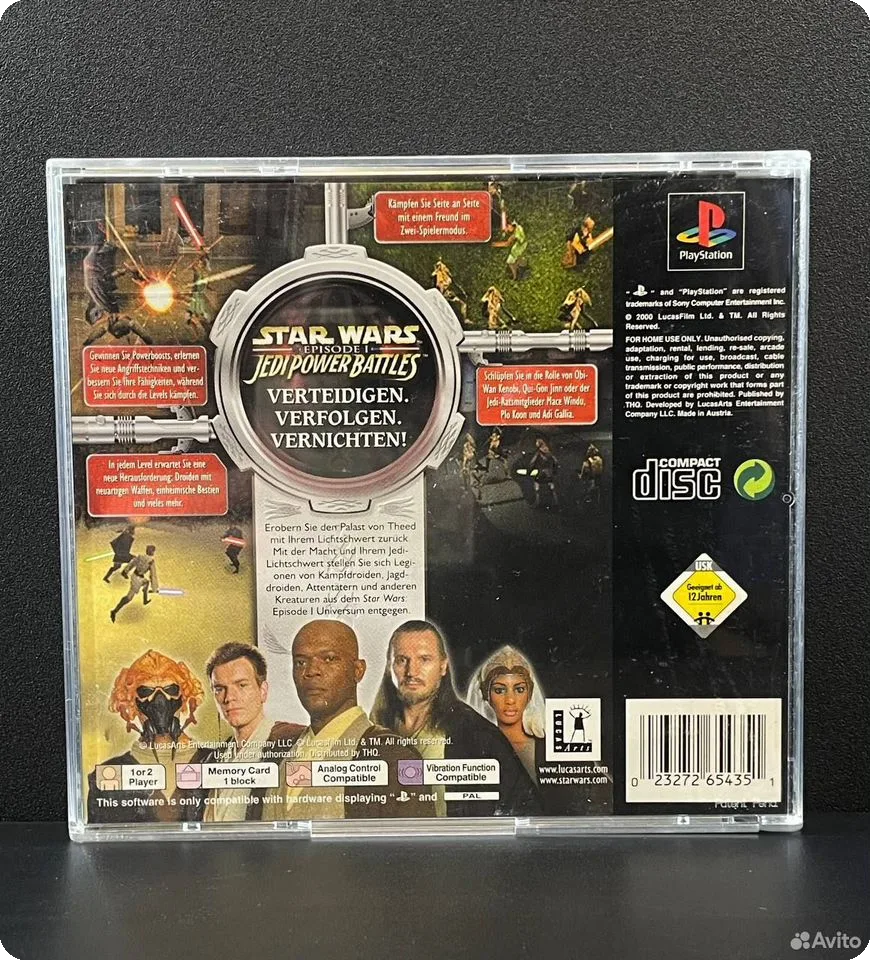 Kämpfen Sie Seite an Seite
mit einem Freund im
Zwei-Spielermodus.
PlayStation
" " and "PlayStation" are registered
trademarks of Sony Computer Entertainment Inc.
© 2000 LucasFilm Ltd. & TM. All Rights
Reserved.
FOR HOME USE ONLY. Unauthorised copying,
adaptation, rental, lending, re-sale, arcade
use, charging for use, broadcast, cable
transmission, public performance, distribution
or extraction of this product or any
trademark or copyright work that forms part
of this product are prohibited. Published by
THQ. Developed by LucasArts Entertainment
Company LLC. Made in Austria.
STAR WARS
EPISODE I
JEDI POWER BATTLES™
VERTEIDIGEN.
VERFOLGEN.
VERNICHTEN!
Gewinnen Sie Powerboosts, erlernen
Sie neue Angriffstechniken und ver-
bessern Sie Ihre Fähigkeiten, während
Sie sich durch die Levels kämpfen.
Schlüpfen Sie in die Rolle von Obi-
Wan Kenobi, Qui-Gon Jinn oder der
Jedi-Ratsmitglieder Mace Windu,
Plo Koon und Adi Gallia.
In jedem Level erwartet Sie eine
neue Herausforderung: Droiden mit
neuartigen Waffen, einheimische Bestien
und vieles mehr.
COMPACT
disc
Erobern Sie den Palast von Theed
mit Ihrem Lichtschwert zurück
Mit der Macht und Ihrem Jedi-
Lichtschwert stellen Sie sich Legi-
onen von Kampfdroiden, Jagd-
droiden, Attentätern und anderen
Kreaturen aus dem Star Wars:
Episode I Universum entgegen.
USK
Geeignet ab
12 Jahren
LUCAS
Arts
www.lucasarts.com
www.starwars.com
© LucasArts Entertainment Company LLC. © Lucasfilm Ltd. & TM. All rights reserved.
Used under authorization. Distributed by THQ.
1 or 2
Player
Memory Card
1 block
Analog Control
Compatible
Vibration Function
Compatible
This software is only compatible with hardware displaying " " and PAL
0 23272 65435 1
Patent Pend
Avito